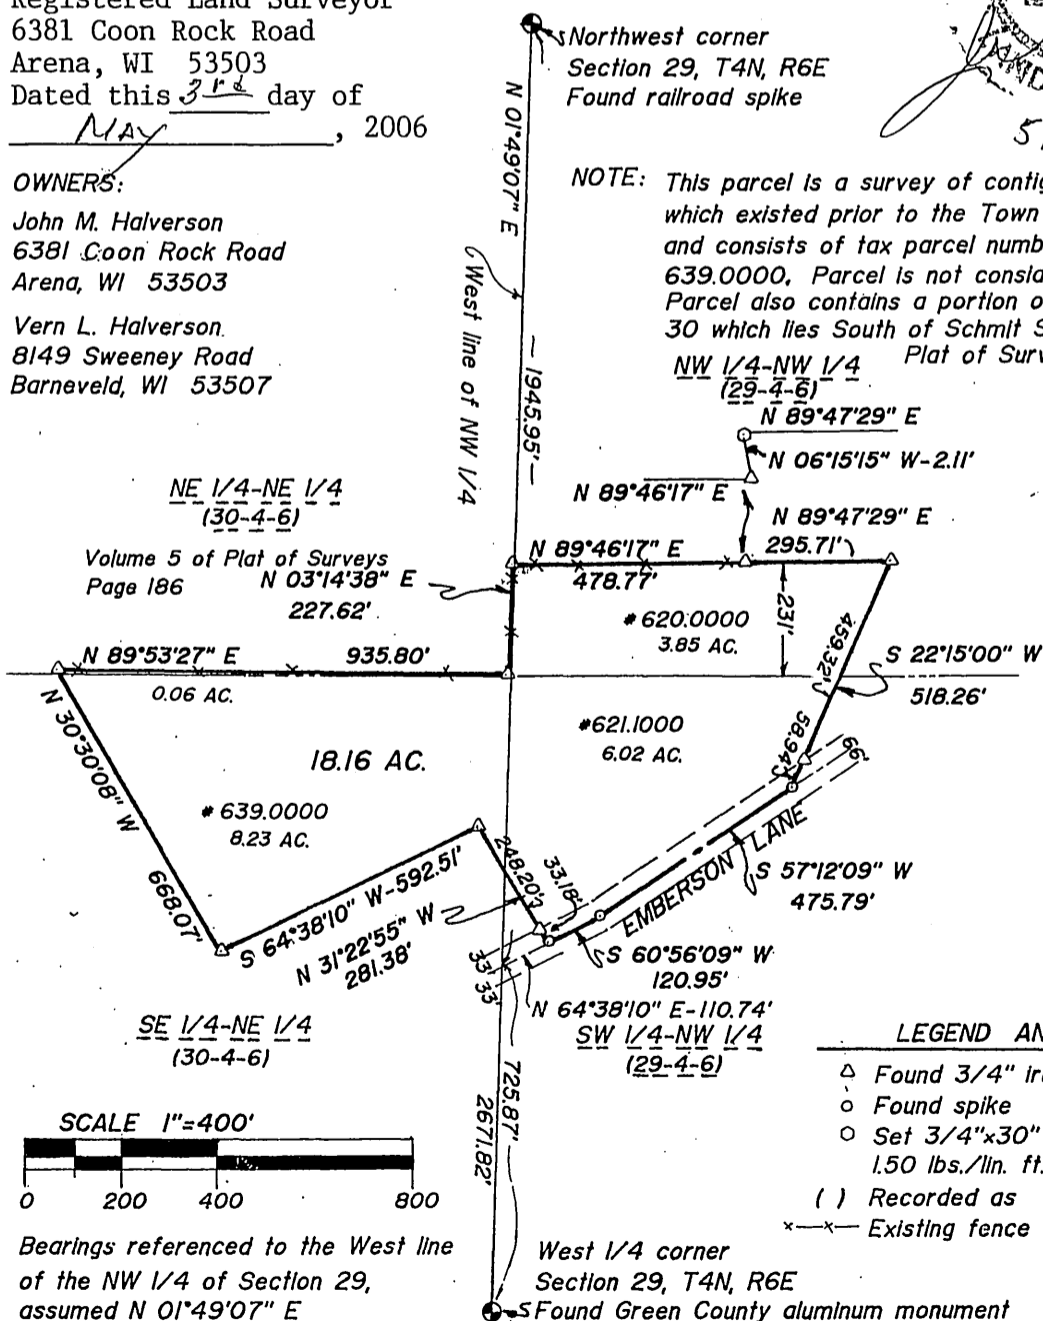 Registered Land Surveyor
6381 Coon Rock Road
Arena, WI 53503
Dated this 3rd day of
May, 2006
OWNERS:
John M. Halverson
6381 Coon Rock Road
Arena, WI 53503
Vern L. Halverson
8149 Sweeney Road
Barneveld, WI 53507
Northwest corner
Section 29, T4N, R6E
Found railroad spike
NOTE: This parcel is a survey of contig
which existed prior to the Town
and consists of tax parcel numb
639.0000. Parcel is not consid
Parcel also contains a portion o
30 which lies South of Schmit S
Plat of Surv
N 01°49'07" E
West line of NW 1/4
1945.95'
NW 1/4-NW 1/4
(29-4-6)
N 89°47'29" E
N 06°15'15" W-2.11'
N 89°46'17" E
N 89°47'29" E
295.71'
NE 1/4-NE 1/4
(30-4-6)
Volume 5 of Plat of Surveys
Page 186
N 03°14'38" E
227.62'
N 89°46'17" E
478.77'
231'
#620.0000
3.85 AC.
459.32'
S 22°15'00" W
518.26'
N 89°53'27" E 935.80'
0.06 AC.
N 30°30'08" W
668.07'
18.16 AC.
#621.1000
6.02 AC.
58.94'
66'
# 639.0000
8.23 AC.
248.20'
33.18'
EMBERSON LANE
S 57°12'09" W
475.79'
S 64°38'10" W-592.51'
N 31°22'55" W
281.38'
33' 33'
S 60°56'09" W
120.95'
N 64°38'10" E-110.74'
SE 1/4-NE 1/4
(30-4-6)
SW 1/4-NW 1/4
(29-4-6)
725.87'
2671.82'
LEGEND AN
Found 3/4" ir
Found spike
Set 3/4"x30"
1.50 lbs./lin. ft.
( ) Recorded as
x—x— Existing fence
SCALE 1"=400'
0 200 400 800
Bearings referenced to the West line
of the NW 1/4 of Section 29,
assumed N 01°49'07" E
West 1/4 corner
Section 29, T4N, R6E
Found Green County aluminum monument